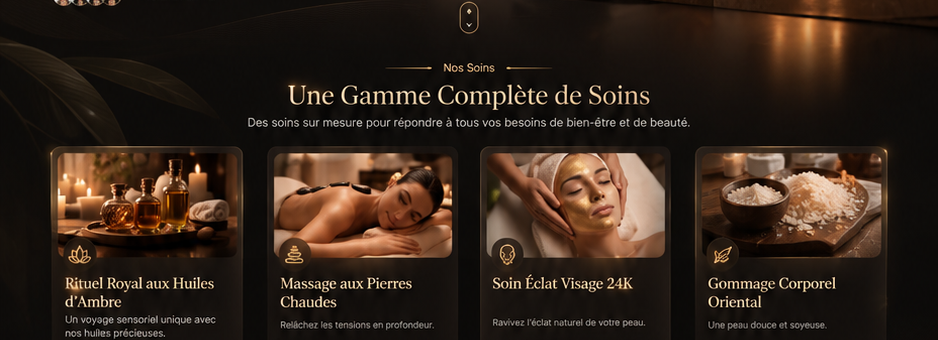 Nos Soins
Une Gamme Complète de Soins
Des soins sur mesure pour répondre à tous vos besoins de bien-être et de beauté.
Rituel Royal aux Huiles
d'Ambre
Un voyage sensoriel unique avec
nos huiles précieuses.
Massage aux Pierres
Chaudes
Relâchez les tensions en profondeur.
Soin Éclat Visage 24K
Ravivez l'éclat naturel de votre peau.
Gommage Corporel
Oriental
Une peau douce et soyeuse.